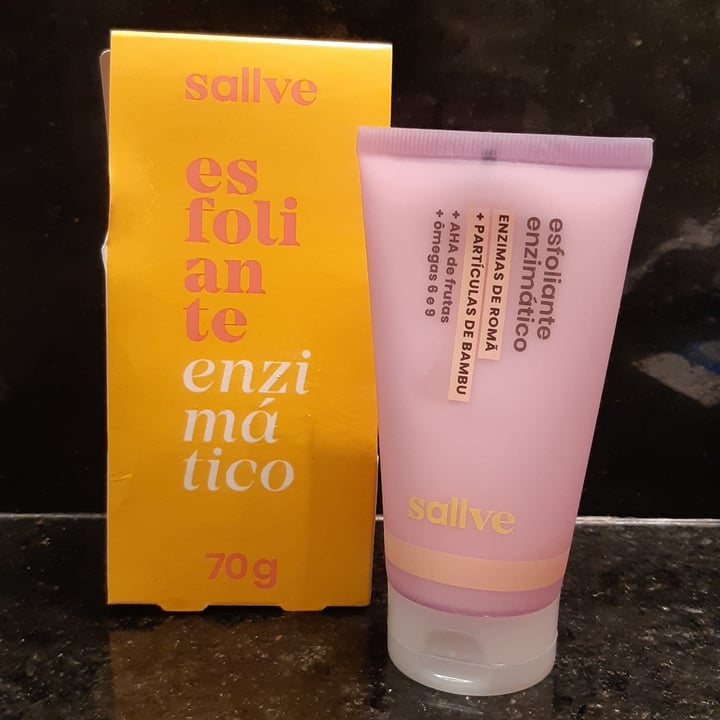 sallve
es
foli
an
te
enzi
má
tico
70g
esfoliante
enzimático
ENZIMAS DE ROMÃ
+ PARTÍCULAS DE BAMBU
+ AHA de frutas
+ ômegas 6 e 9
sallve